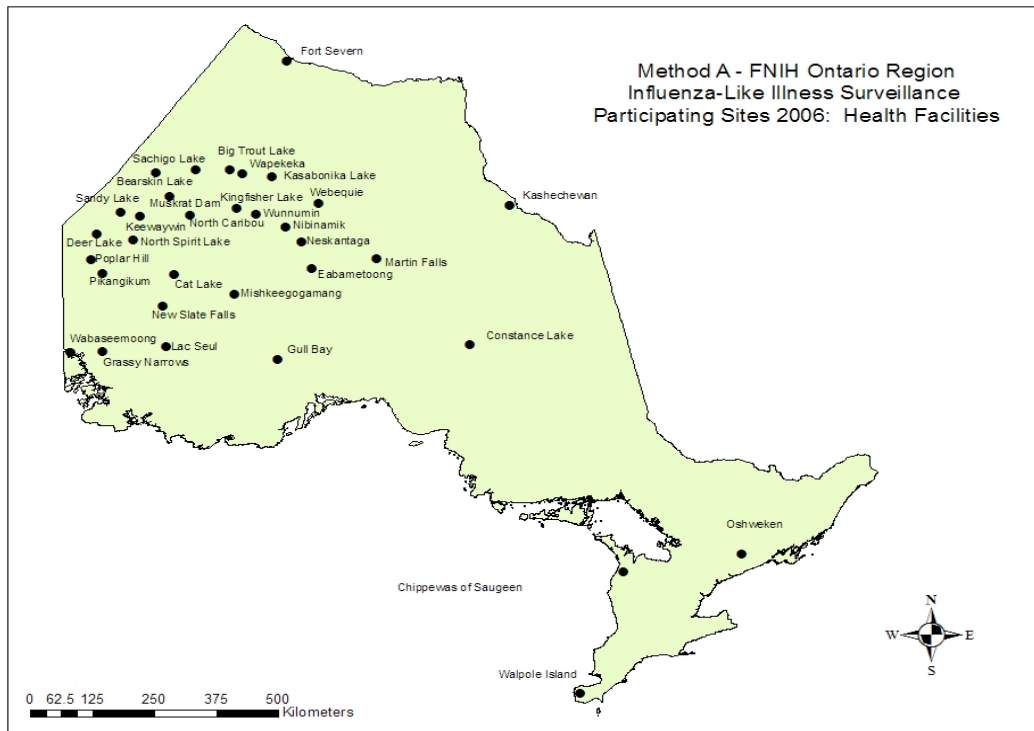 Fort Severn
Method A - FNIH Ontario Region
Influenza-Like Illness Surveillance
Participating Sites 2006: Health Facilities
Big Trout Lake
Sachigo Lake
Wapekeka
Kasabonika Lake
Bearskin Lake
Webequie
Kashechewan
Sandy Lake
Muskrat Dam
Kingfisher Lake
Wunnumin
Keewaywin
North Caribou
Nibinamik
Deer Lake
North Spirit Lake
Neskantaga
Poplar Hill
Martin Falls
Pikangikum
Cat Lake
Eabametoong
Mishkeegogamang
New Slate Falls
Wabaseemoong
Lac Seul
Grassy Narrows
Gull Bay
Constance Lake
Oshweken
Chippewas of Saugeen
N
W E
S
Walpole Island
0 62.5 125 250 375 500
Kilometers